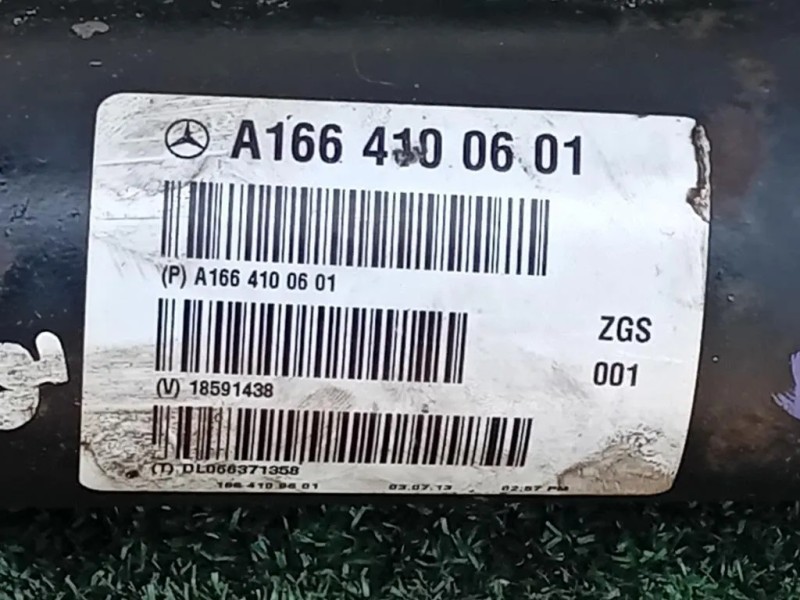 A166 410 06 01
(P) A166 410 06 01
ZGS
001
(V) 18591438
(T) DL066371358
166 410 06 01 03.07.13 02:57 PM